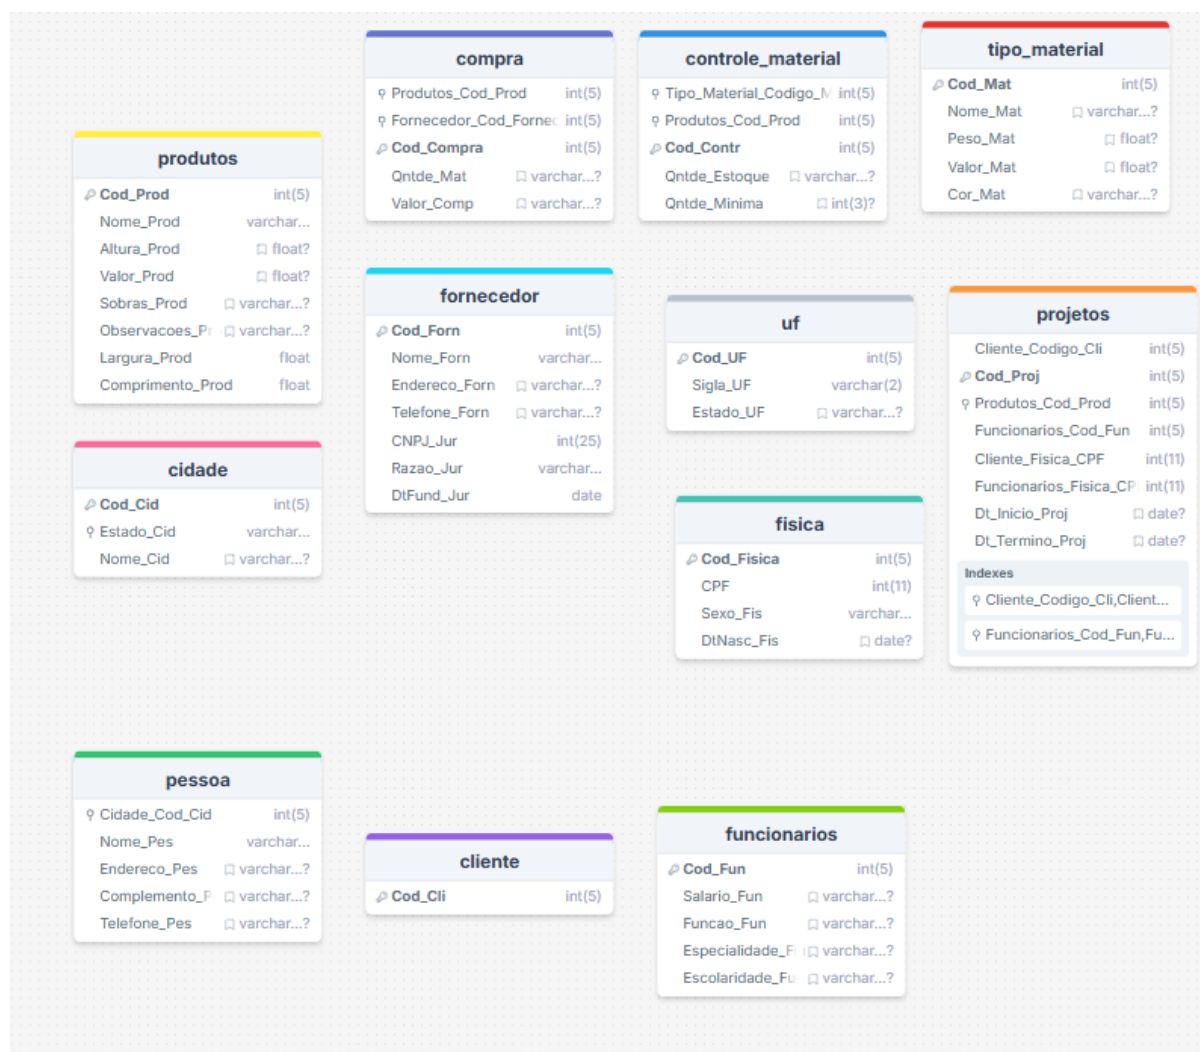 compra
Produtos_Cod_Prod int(5)
Fornecedor_Cod_Fornec int(5)
Cod_Compra int(5)
Qntde_Mat varchar...?
Valor_Comp varchar...?
controle_material
Tipo_Material_Codigo_M int(5)
Produtos_Cod_Prod int(5)
Cod_Contr int(5)
Qntde_Estoque varchar...?
Qntde_Minima int(3)?
tipo_material
Cod_Mat int(5)
Nome_Mat varchar...?
Peso_Mat float?
Valor_Mat float?
Cor_Mat varchar...?
produtos
Cod_Prod int(5)
Nome_Prod varchar...
Altura_Prod float?
Valor_Prod float?
Sobras_Prod varchar...?
Observacoes_Pr varchar...?
Largura_Prod float
Comprimento_Prod float
fornecedor
Cod_Forn int(5)
Nome_Forn varchar...
Endereco_Forn varchar...?
Telefone_Forn varchar...?
CNPJ_Jur int(25)
Razao_Jur varchar...
DtFund_Jur date
uf
Cod_UF int(5)
Sigla_UF varchar(2)
Estado_UF varchar...?
projetos
Cliente_Codigo_Cli int(5)
Cod_Proj int(5)
Produtos_Cod_Prod int(5)
Funcionarios_Cod_Fun int(5)
Cliente_Fisica_CPF int(11)
Funcionarios_Fisica_CP int(11)
Dt_Inicio_Proj date?
Dt_Termino_Proj date?
Indexes
Cliente_Codigo_Cli,Client...
Funcionarios_Cod_Fun,Fu...
cidade
Cod_Cid int(5)
Estado_Cid varchar...
Nome_Cid varchar...?
fisica
Cod_Fisica int(5)
CPF int(11)
Sexo_Fis varchar...
DtNasc_Fis date?
pessoa
Cidade_Cod_Cid int(5)
Nome_Pes varchar...
Endereco_Pes varchar...?
Complemento_P varchar...?
Telefone_Pes varchar...?
cliente
Cod_Cli int(5)
funcionarios
Cod_Fun int(5)
Salario_Fun varchar...?
Funcao_Fun varchar...?
Especialidade_F varchar...?
Escolaridade_Fu varchar...?